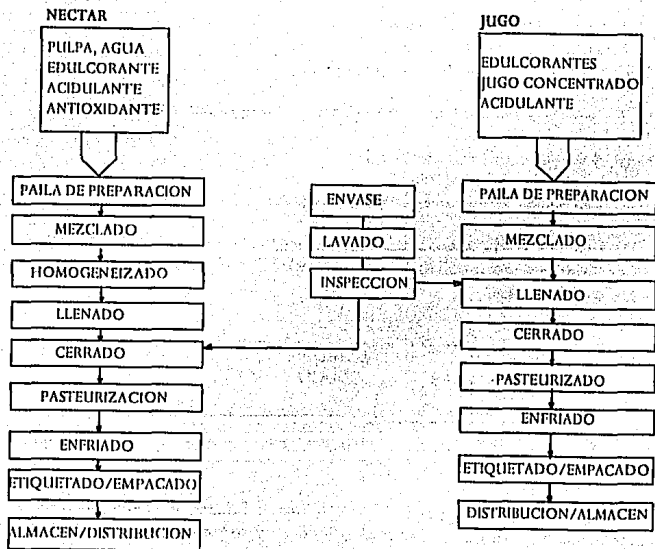 NECTAR
PULPA, AGUA
EDULCORANTE
ACIDULANTE
ANTIOXIDANTE
PAILA DE PREPARACION
MEZCLADO
HOMOGENEIZADO
LLENADO
CERRADO
PASTEURIZACION
ENFRIADO
ETIQUETADO/EMPACADO
ALMACEN/DISTRIBUCION
ENVASE
LAVADO
INSPECCION
JUGO
EDULCORANTES
JUGO CONCENTRADO
ACIDULANTE
PAILA DE PREPARACION
MEZCLADO
LLENADO
CERRADO
PASTEURIZADO
ENFRIADO
ETIQUETADO/EMPACADO
DISTRIBUCION/ALMACEN